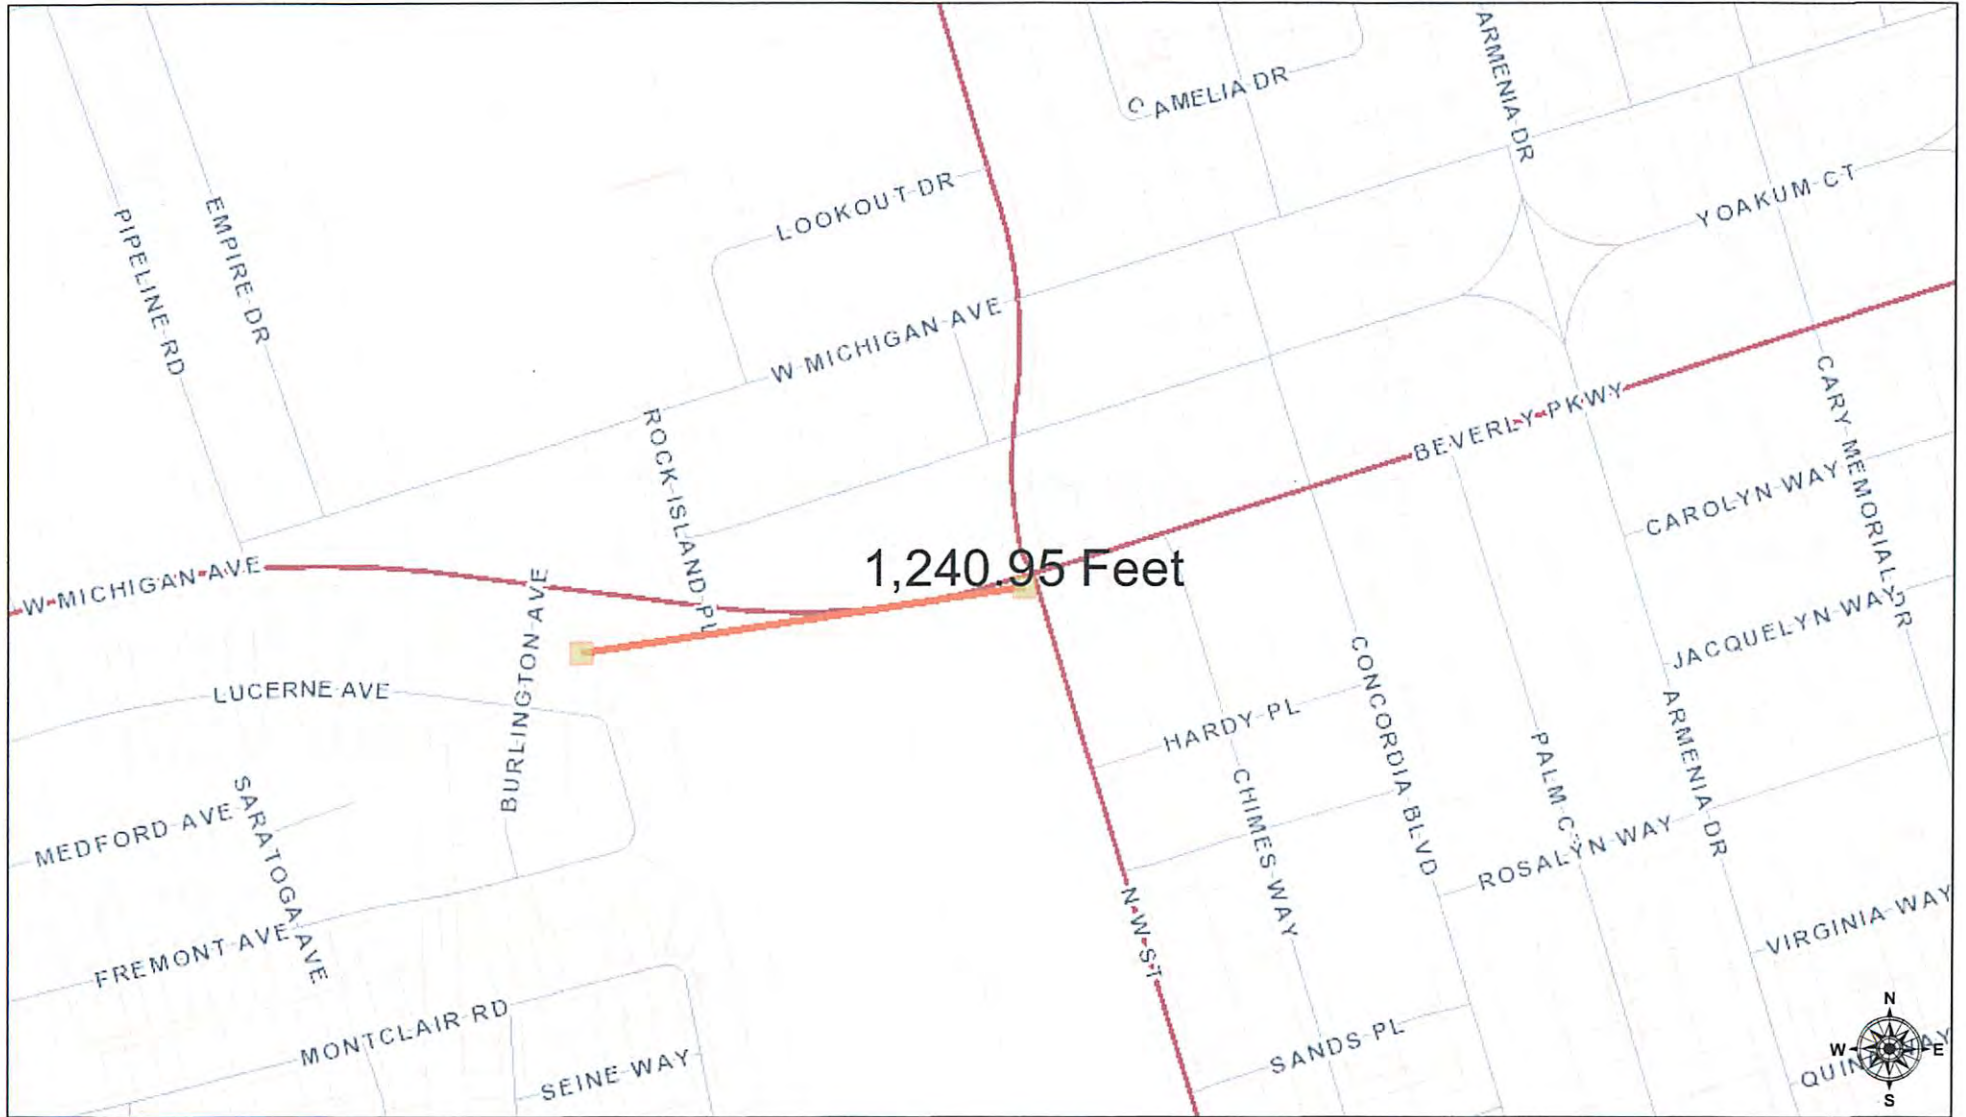 ARMENIA DR
AMELIA DR
YOAKUM CT
LOOKOUT DR
PIPELINE RD
EMPIRE DR
W MICHIGAN AVE
ROCK ISLAND PL
BEVERLY PKWY
CARY MEMORIAL DR
CAROLYN WAY
1,240.95 Feet
W MICHIGAN AVE
BURLINGTON AVE
JACQUELYN WAY
LUCERNE AVE
HARDY PL
CONCORDIA BLVD
PALM
ARMENIA DR
CHIMES WAY
MEDFORD AVE
SARATOGA AVE
ROSALYN WAY
N W ST
VIRGINIA WAY
FREMONT AVE
MONTCLAIR RD
SANDS PL
SEINE WAY
N
W
E
S